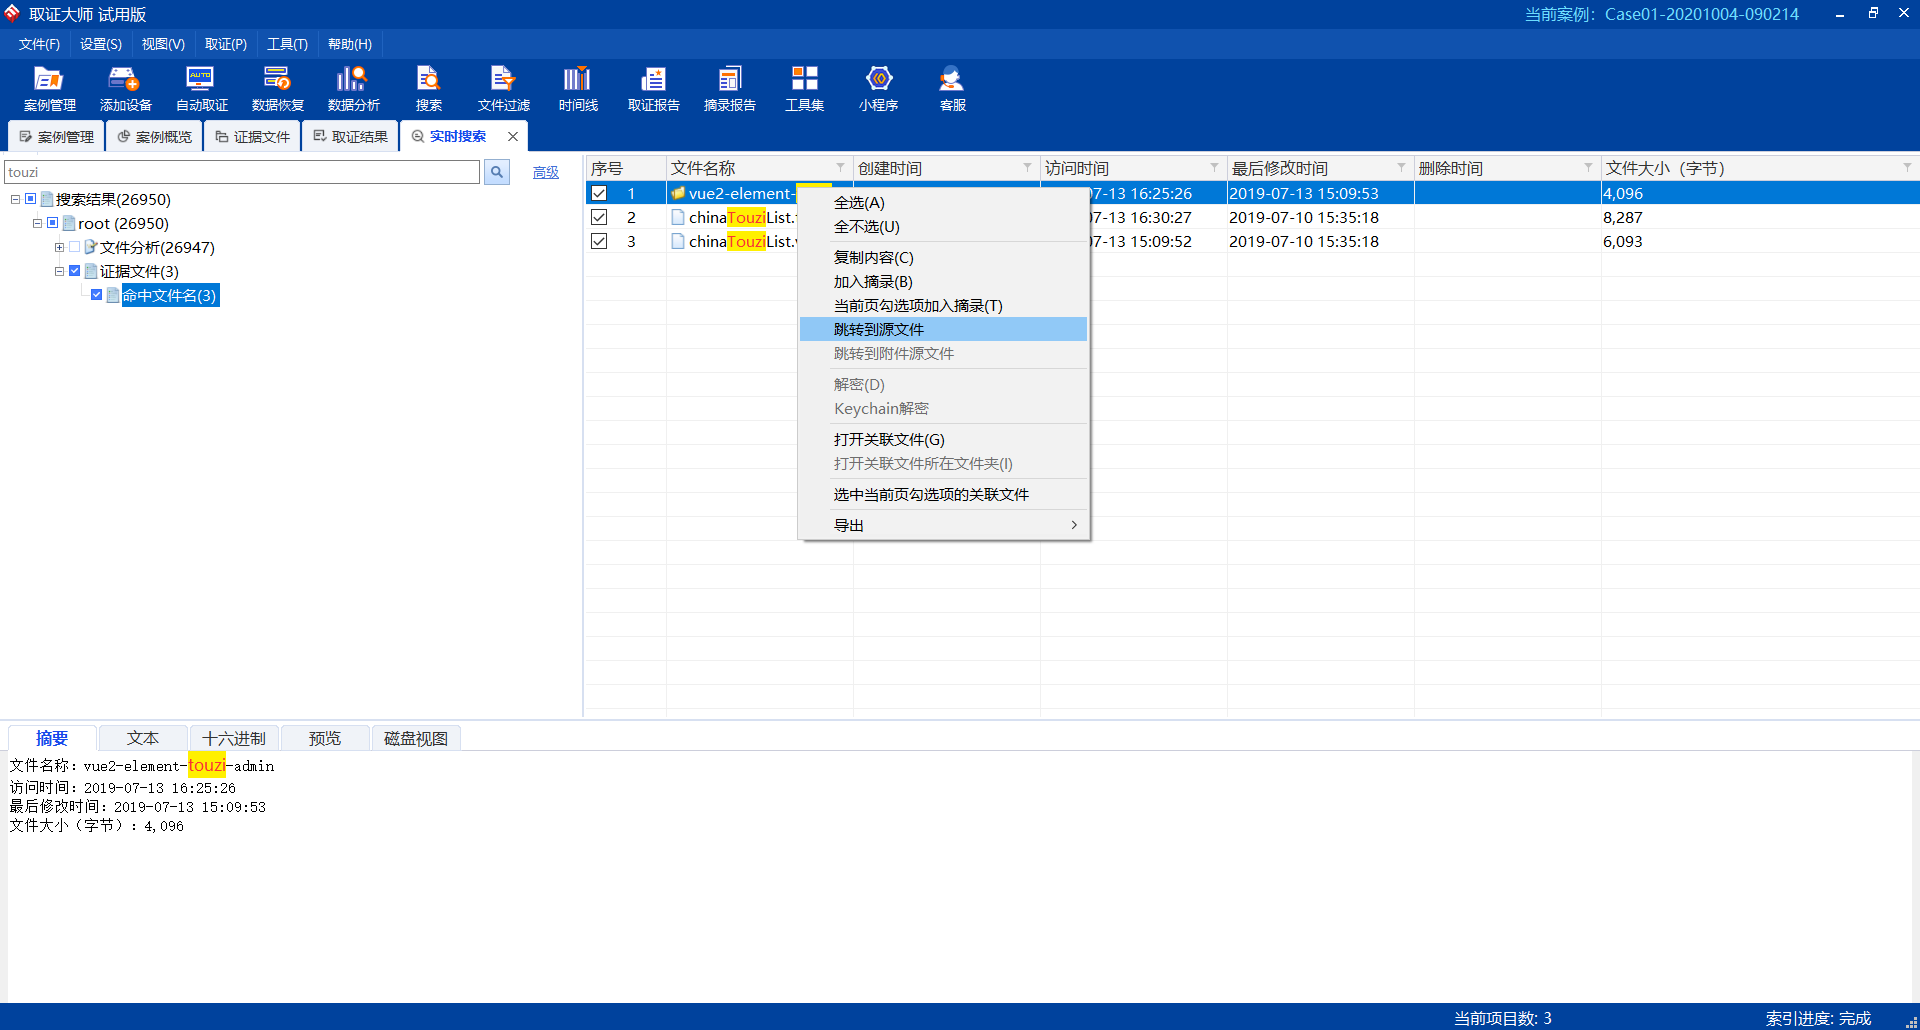 取证大师 试用版
当前案例: Case01-20201004-090214
文件(F) 设置(S) 视图(V) 取证(P) 工具(T) 帮助(H)
案例管理 添加设备 自动取证 数据恢复 数据分析 搜索 文件过滤 时间线 取证报告 摘录报告 工具集 小程序 客服
案例管理 案例概览 证据文件 取证结果 实时搜索
touzi 高级
搜索结果(26950)
root (26950)
文件分析(26947)
证据文件(3)
命中文件名(3)
序号 文件名称 创建时间 访问时间 最后修改时间 删除时间 文件大小（字节）
1 vue2-element- 07-13 16:25:26 2019-07-13 15:09:53 4,096
2 chinaTouziList. 07-13 16:30:27 2019-07-10 15:35:18 8,287
3 chinaTouziList. 07-13 15:09:52 2019-07-10 15:35:18 6,093
全选(A)
全不选(U)
复制内容(C)
加入摘录(B)
当前页勾选项加入摘录(T)
跳转到源文件
跳转到附件源文件
解密(D)
Keychain解密
打开关联文件(G)
打开关联文件所在文件夹(I)
选中当前页勾选项的关联文件
导出
摘要 文本 十六进制 预览 磁盘视图
文件名称：vue2-element-touzi-admin
访问时间：2019-07-13 16:25:26
最后修改时间：2019-07-13 15:09:53
文件大小（字节）：4,096
当前项目数: 3
索引进度: 完成